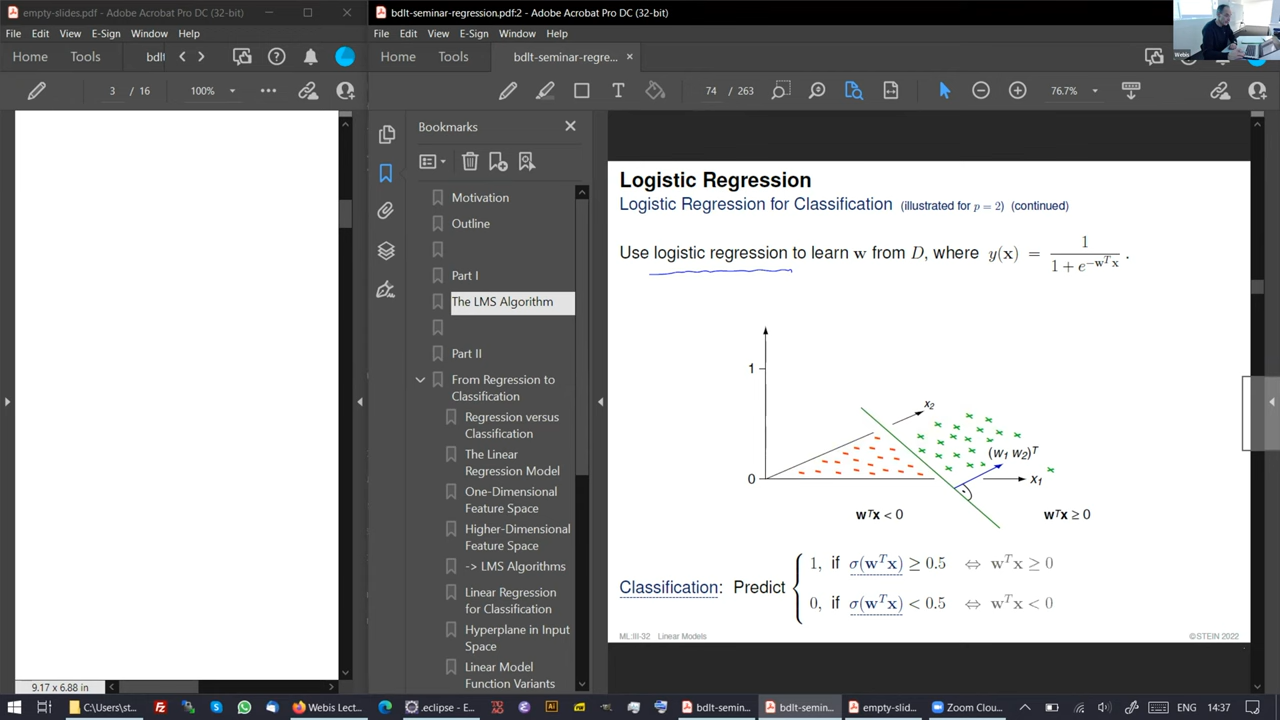 empty-slides.pdf - Adobe Acrobat Pro DC (32-bit)
File Edit View E-Sign Window Help
Home Tools bdlt
3 / 16 100%
9.17 x 6.88 in
bdlt-seminar-regression.pdf:2 - Adobe Acrobat Pro DC (32-bit)
File Edit View E-Sign Window Help
Home Tools bdlt-seminar-regre...
74 / 263 76.7%
Webis
Bookmarks
Motivation
Outline
Part I
The LMS Algorithm
Part II
From Regression to
Classification
Regression versus
Classification
The Linear
Regression Model
One-Dimensional
Feature Space
Higher-Dimensional
Feature Space
-> LMS Algorithms
Linear Regression
for Classification
Hyperplane in Input
Space
Linear Model
Function Variants
Logistic Regression
Logistic Regression for Classification (illustrated for p = 2) (continued)
Use logistic regression to learn w from D, where y(x) = 1 / (1 + e^{-w^T x}) .
1
x₂
(w₁ w₂)ᵀ
0
x₁
wᵀx < 0 wᵀx ≥ 0
Classification: Predict
1, if σ(wᵀx) ≥ 0.5 ⇔ wᵀx ≥ 0
0, if σ(wᵀx) < 0.5 ⇔ wᵀx < 0
ML:III-32 Linear Models ©STEIN 2022
C:\Users\st... Webis Lect... .eclipse - E... bdlt-semin... bdlt-semin... empty-slid... Zoom Clou... ENG 14:37